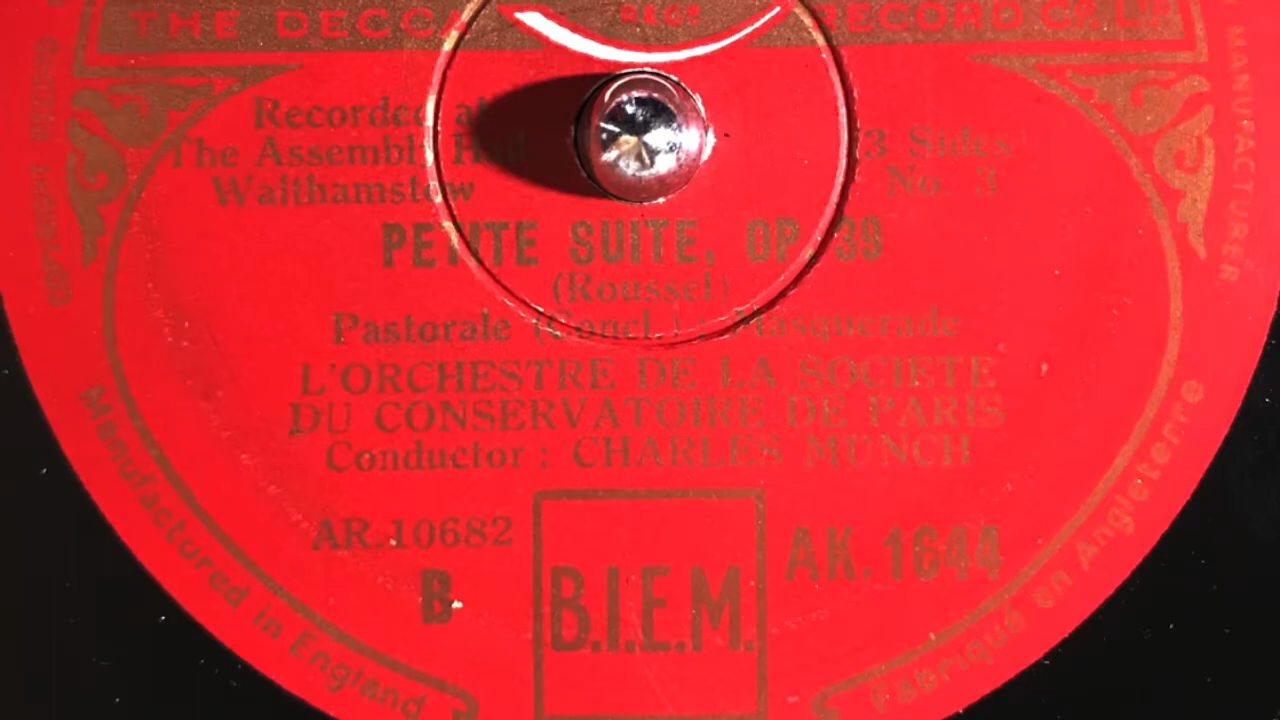 THE DECCA REGD RECORD CO. LTD
Recorded at
The Assembly Hall
Walthamstow
3 Sides
No. 3
PETITE SUITE, OP. 39
(Roussel)
Pastorale (Concl.) : Masquerade
L'ORCHESTRE DE LA SOCIETE
DU CONSERVATOIRE DE PARIS
Conductor : CHARLES MUNCH
AR.10682
B
B.I.E.M.
AK.1644
Manufactured in England
Fabriqué en Angleterre
MANUFACTURER